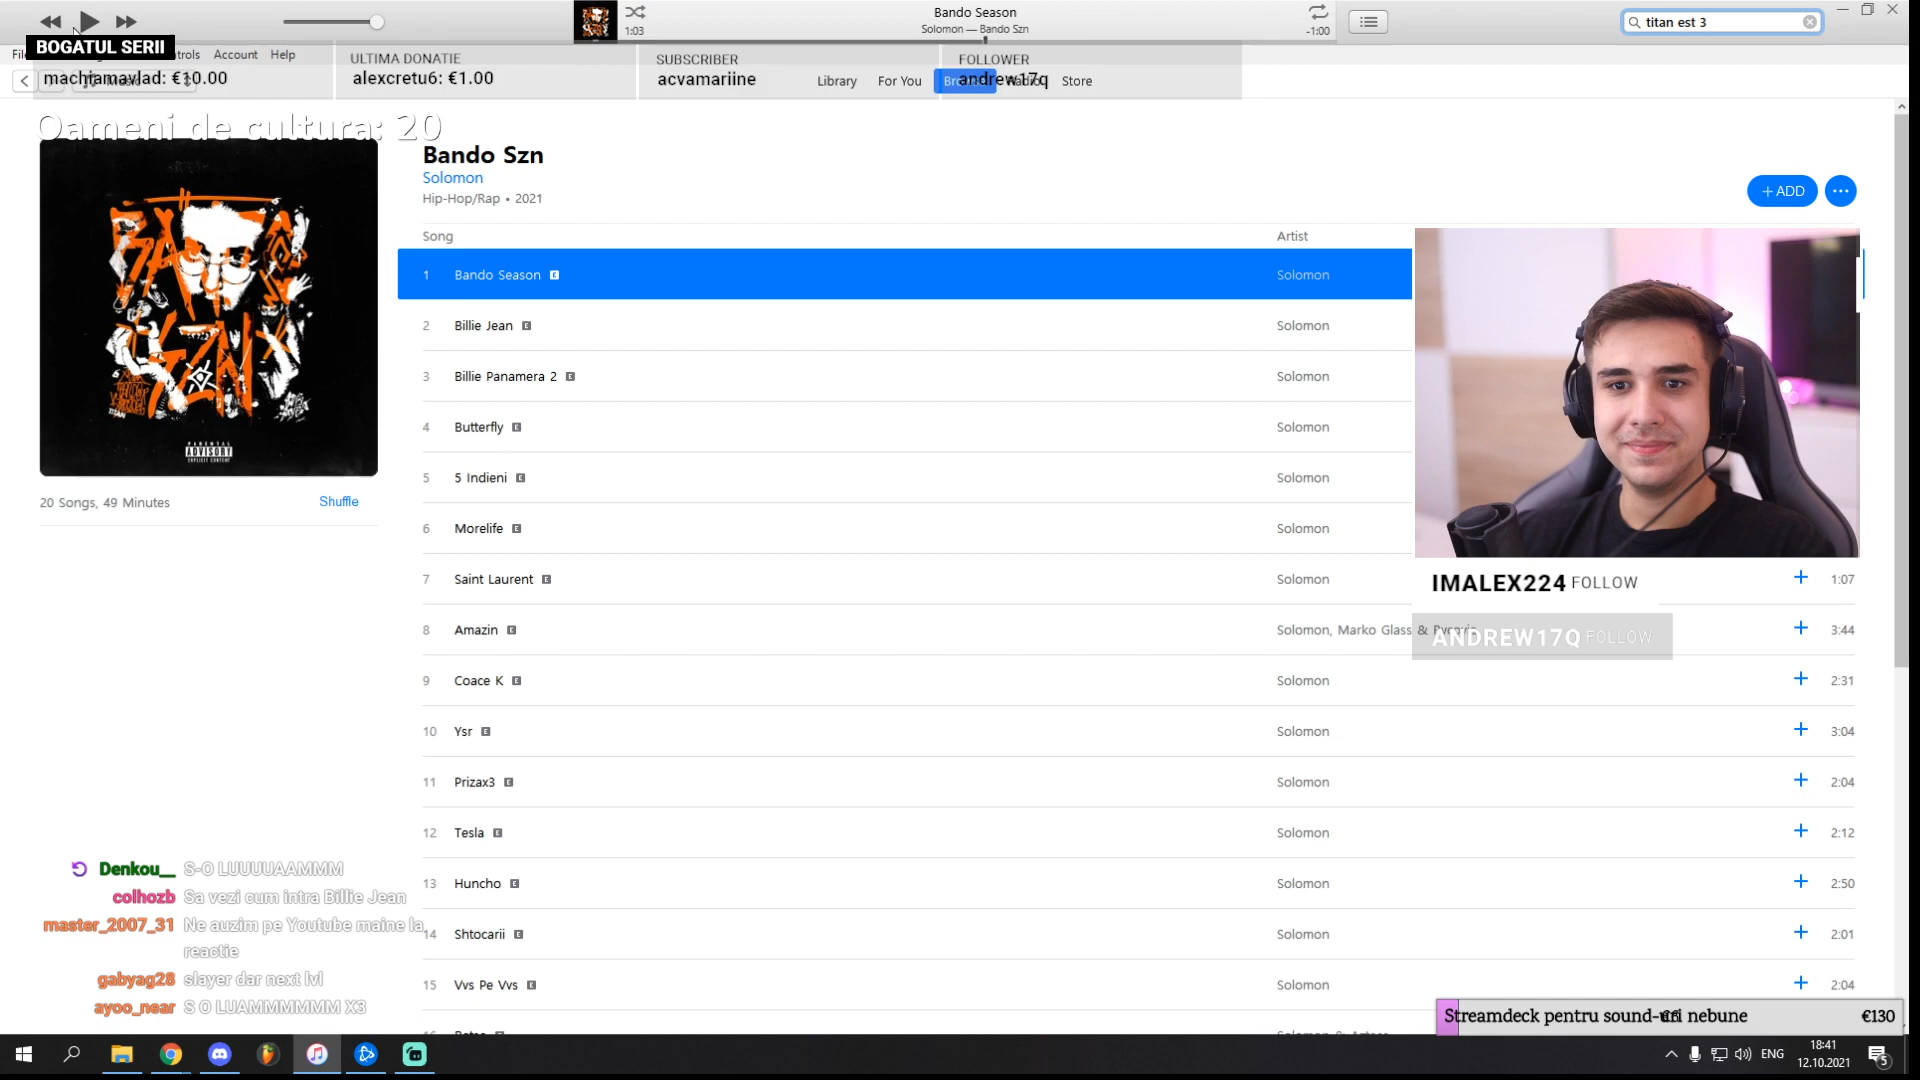 Bando Season
Solomon — Bando Szn
1:03
-1:00
titan est 3
BOGATUL SERII
Account
Help
machiamavlad: €10.00
ULTIMA DONATIE
alexcretu6: €1.00
SUBSCRIBER
acvamariine
FOLLOWER
andrew17q
Library
For You
Store
Oameni de cultura: 20
Bando Szn
Solomon
Hip-Hop/Rap • 2021
+ ADD
Song
Artist
1 Bando Season E Solomon
2 Billie Jean E Solomon
3 Billie Panamera 2 E Solomon
4 Butterfly E Solomon
5 5 Indieni E Solomon
6 Morelife E Solomon
7 Saint Laurent E Solomon 1:07
8 Amazin E Solomon, Marko Glass & 3:44
9 Coace K E Solomon 2:31
10 Ysr E Solomon 3:04
11 Prizax3 E Solomon 2:04
12 Tesla E Solomon 2:12
13 Huncho E Solomon 2:50
14 Shtocarii E Solomon 2:01
15 Vvs Pe Vvs E Solomon 2:04
PARENTAL
ADVISORY
EXPLICIT CONTENT
20 Songs, 49 Minutes
Shuffle
IMALEX224 FOLLOW
ANDREW17Q FOLLOW
Denkou__ S-O LUUUUAAMMM
colhozb Sa vezi cum intra Billie Jean
master_2007_31 Ne auzim pe Youtube maine la
reactie
gabyag28 slayer dar next lvl
ayoo_near S O LUAMMMMMM X3
Streamdeck pentru sound-uri nebune
€130
ENG
18:41
12.10.2021
5